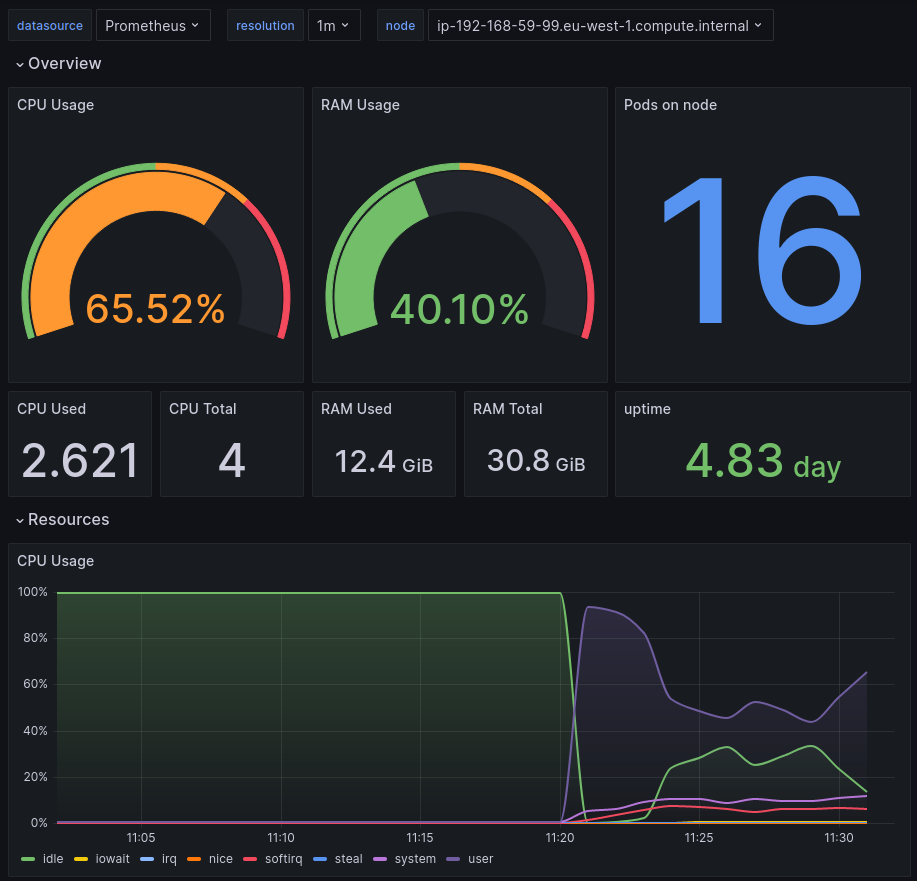 datasource Prometheus resolution 1m node ip-192-168-59-99.eu-west-1.compute.internal
Overview
CPU Usage RAM Usage Pods on node
65.52% 40.10% 16
CPU Used CPU Total RAM Used RAM Total uptime
2.621 4 12.4 GiB 30.8 GiB 4.83 day
Resources
CPU Usage
100%
80%
60%
40%
20%
0%
11:05 11:10 11:15 11:20 11:25 11:30
idle iowait irq nice softirq steal system user